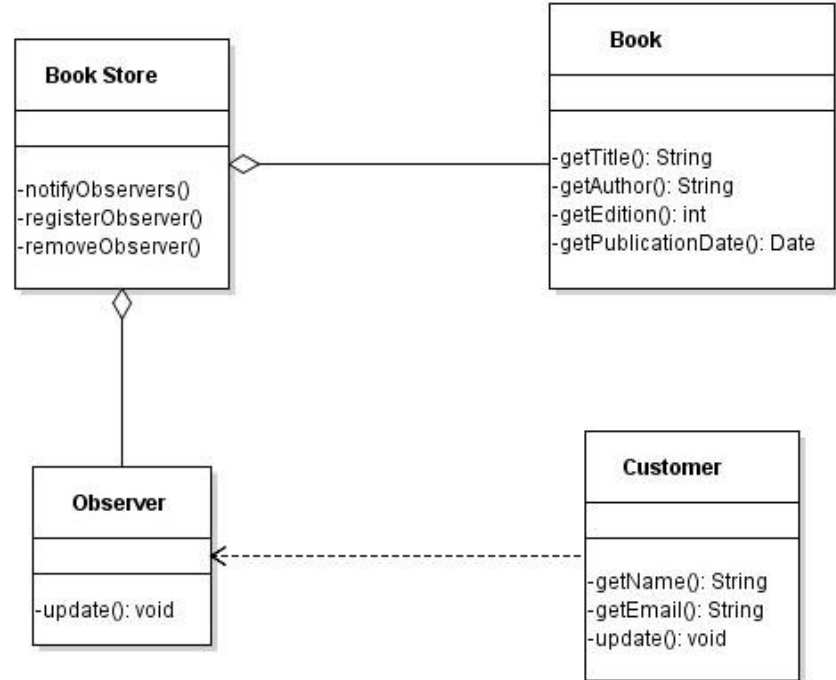 Book Store
-notifyObservers()
-registerObserver()
-removeObserver()
Book
-getTitle(): String
-getAuthor(): String
-getEdition(): int
-getPublicationDate(): Date
Observer
-update(): void
Customer
-getName(): String
-getEmail(): String
-update(): void